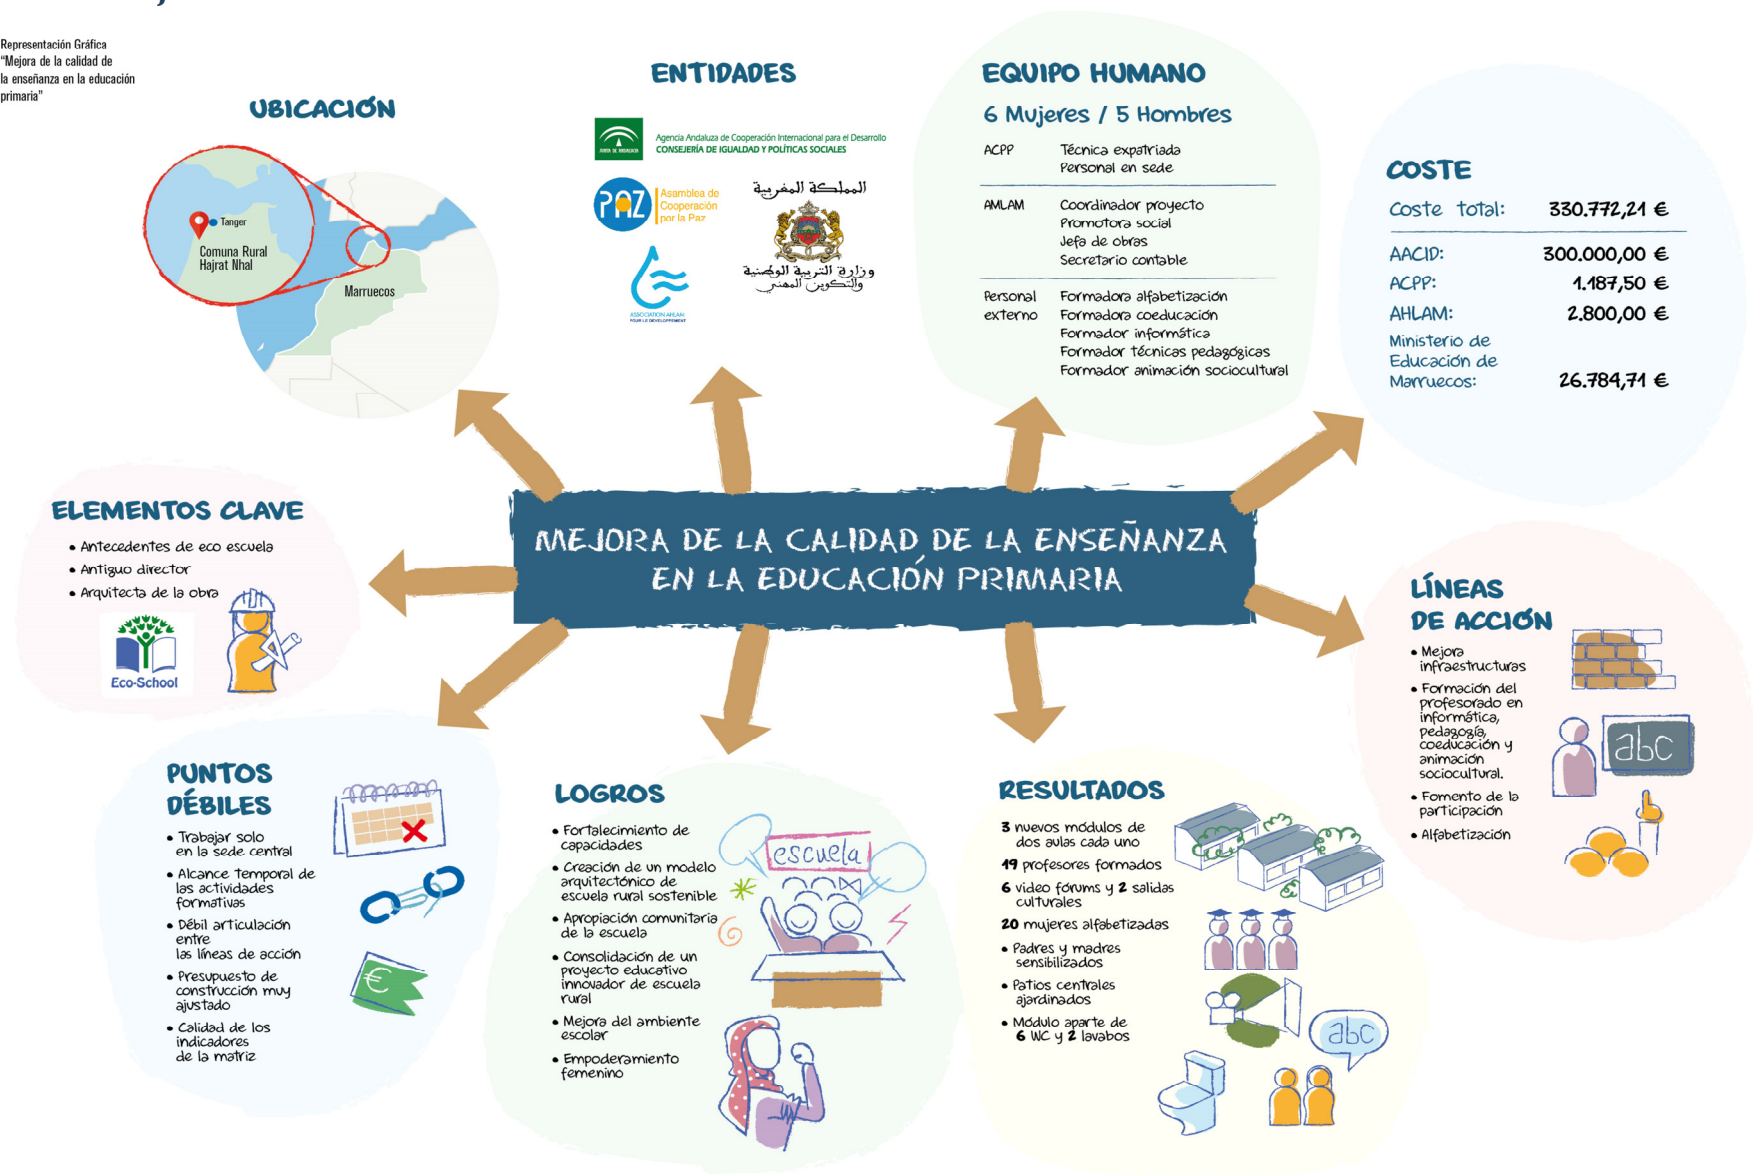 Representación Gráfica
“Mejora de la calidad de
la enseñanza en la educación
primaria”
UBICACIÓN
Tanger
Comuna Rural
Hajrat Nhal
Marruecos
ENTIDADES
JUNTA DE ANDALUCIA
Agencia Andaluza de Cooperación Internacional para el Desarrollo
CONSEJERÍA DE IGUALDAD Y POLÍTICAS SOCIALES
PAZ
Asamblea de
Cooperación
por la Paz
المملكة المغربية
وزارة التربية الوطنية
والتكوين المهني
ASSOCIATION AHLAM
POUR LE DEVELOPPEMENT
EQUIPO HUMANO
6 Mujeres / 5 Hombres
ACPP Técnica expatriada
Personal en sede
AMLAM Coordinador proyecto
Promotora social
Jefa de obras
Secretario contable
Personal Formadora alfabetización
externo Formadora coeducación
Formador informática
Formador técnicas pedagógicas
Formador animación sociocultural
COSTE
Coste total: 330.772,21 €
AACID: 300.000,00 €
ACPP: 1.187,50 €
AHLAM: 2.800,00 €
Ministerio de
Educación de
Marruecos: 26.784,71 €
ELEMENTOS CLAVE
• Antecedentes de eco escuela
• Antiguo director
• Arquitecta de la obra
Eco-School
MEJORA DE LA CALIDAD DE LA ENSEÑANZA
EN LA EDUCACIÓN PRIMARIA
LÍNEAS
DE ACCIÓN
• Mejora
infraestructuras
• Formación del
profesorado en
informática,
pedagogía,
coeducación y
animación
sociocultural.
• Fomento de la
participación
• Alfabetización
abc
PUNTOS
DÉBILES
• Trabajar solo
en la sede central
• Alcance temporal de
las actividades
formativas
• Débil articulación
entre
las líneas de acción
• Presupuesto de
construcción muy
ajustado
• Calidad de los
indicadores
de la matriz
€
LOGROS
• Fortalecimiento de
capacidades
• Creación de un modelo
arquitectónico de
escuela rural sostenible
• Apropiación comunitaria
de la escuela
• Consolidación de un
proyecto educativo
innovador de escuela
rural
• Mejora del ambiente
escolar
• Empoderamiento
femenino
escuela
RESULTADOS
3 nuevos módulos de
dos aulas cada uno
19 profesores formados
6 video fórums y 2 salidas
culturales
20 mujeres alfabetizadas
• Padres y madres
sensibilizados
• Patios centrales
ajardinados
• Módulo aparte de
6 WC y 2 lavabos
abc